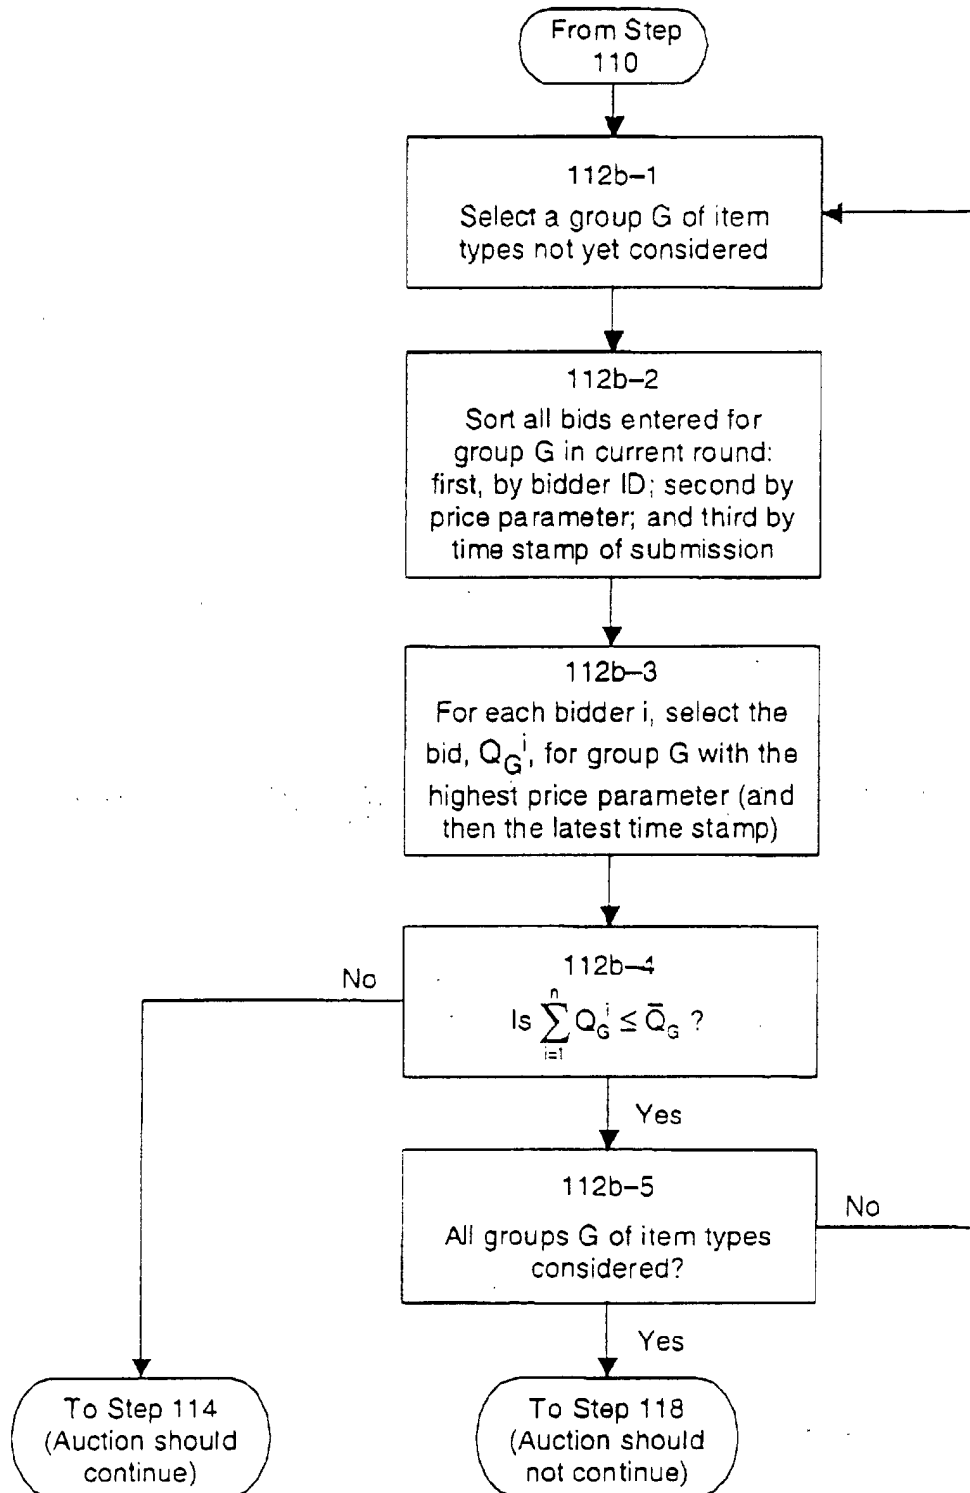 From Step
110
112b–1
Select a group G of item
types not yet considered
112b–2
Sort all bids entered for
group G in current round:
first, by bidder ID; second by
price parameter; and third by
time stamp of submission
112b–3
For each bidder i, select the
bid, Q_G^i, for group G with the
highest price parameter (and
then the latest time stamp)
112b–4
Is \sum_{i=1}^{n} Q_G^i ≤ Q̄_G ?
No
Yes
112b–5
All groups G of item types
considered?
No
Yes
To Step 114
(Auction should
continue)
To Step 118
(Auction should
not continue)